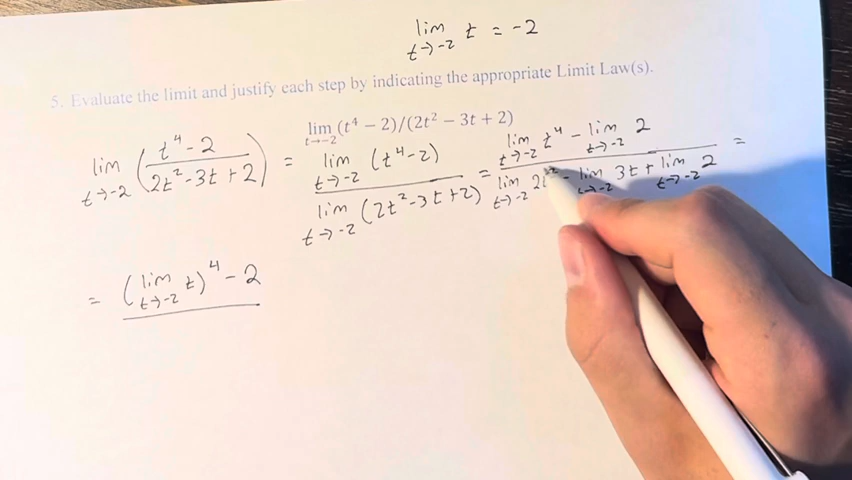 lim t = -2
t→-2
5. Evaluate the limit and justify each step by indicating the appropriate Limit Law(s).
lim (t⁴ − 2)/(2t² − 3t + 2)
t→−2
lim (t⁴-2 / 2t²-3t+2) = lim (t⁴-2) / lim (2t²-3t+2) = lim t⁴ - lim 2 / lim 2t² - lim 3t + lim 2 =
t→-2 t→-2 t→-2 t→-2 t→-2 t→-2 t→-2 t→-2
= (lim t)⁴ - 2
t→-2